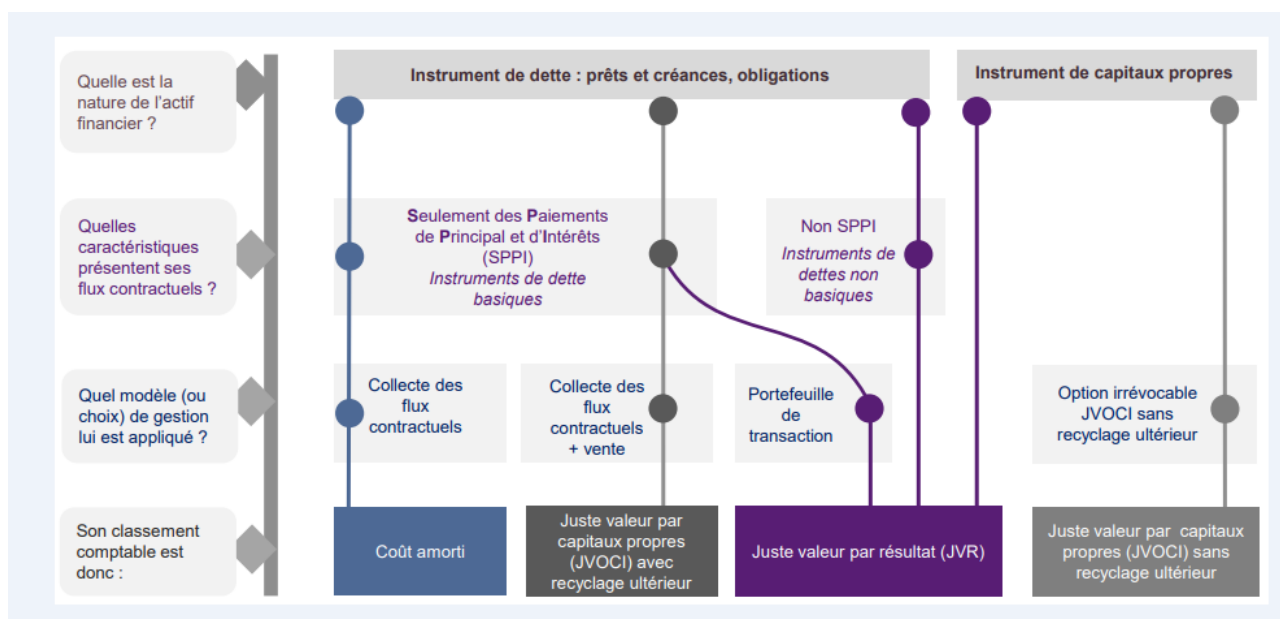 Quelle est la
nature de l'actif
financier ?
Instrument de dette : prêts et créances, obligations
Instrument de capitaux propres
Quelles
caractéristiques
présentent ses
flux contractuels ?
Seulement des Paiements
de Principal et d'Intérêts
(SPPI)
Instruments de dette
basiques
Non SPPI
Instruments de
dettes non
basiques
Quel modèle (ou
choix) de gestion
lui est appliqué ?
Collecte des
flux
contractuels
Collecte des
flux
contractuels
+ vente
Portefeuille
de
transaction
Option irrévocable
JVOCI sans
recyclage ultérieur
Son classement
comptable est
donc :
Coût amorti
Juste valeur par
capitaux propres
(JVOCI) avec
recyclage ultérieur
Juste valeur par résultat (JVR)
Juste valeur par capitaux
propres (JVOCI) sans
recyclage ultérieur